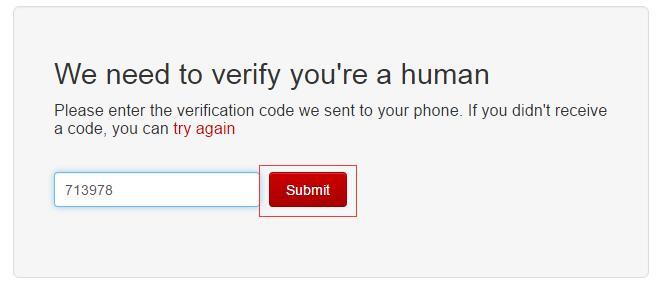 We need to verify you're a human
Please enter the verification code we sent to your phone. If you didn't receive
a code, you can try again
713978
Submit